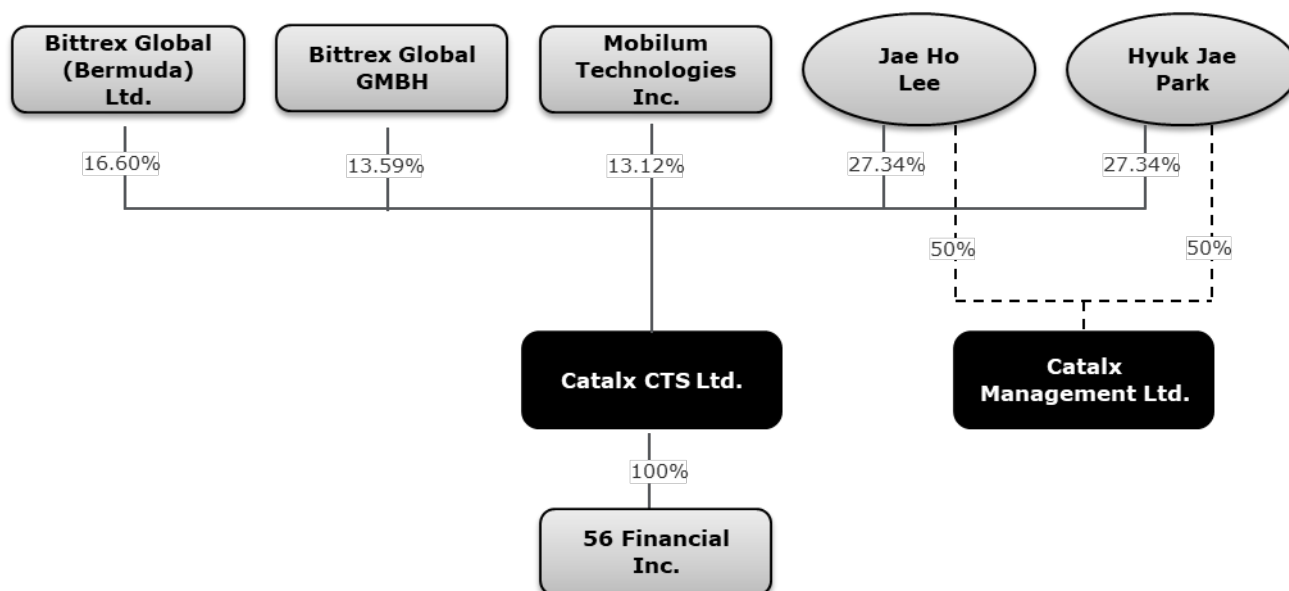 Bittrex Global
(Bermuda)
Ltd.
Bittrex Global
GMBH
Mobilum
Technologies
Inc.
Jae Ho
Lee
Hyuk Jae
Park
16.60%
13.59%
13.12%
27.34%
27.34%
50%
50%
Catalx CTS Ltd.
Catalx
Management Ltd.
100%
56 Financial
Inc.